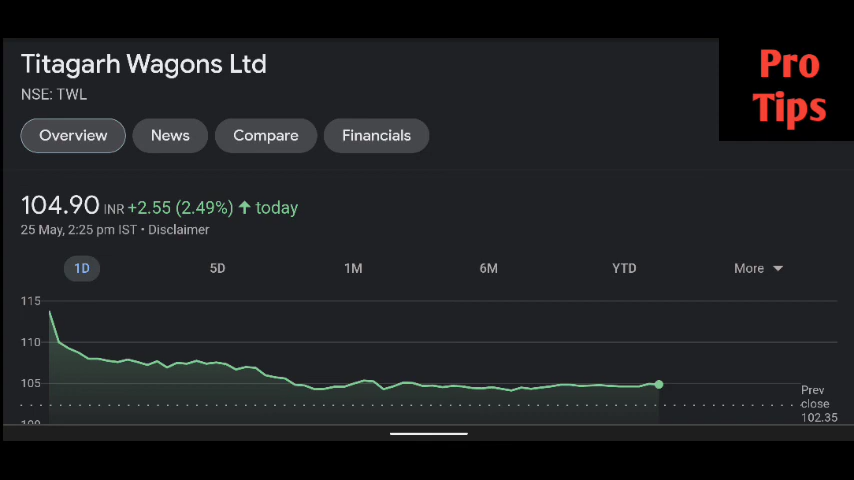 Titagarh Wagons Ltd
NSE: TWL
Pro
Tips
Overview News Compare Financials
104.90 INR +2.55 (2.49%) ↑ today
25 May, 2:25 pm IST • Disclaimer
1D 5D 1M 6M YTD More
115
110
105
Prev
close
102.35
100